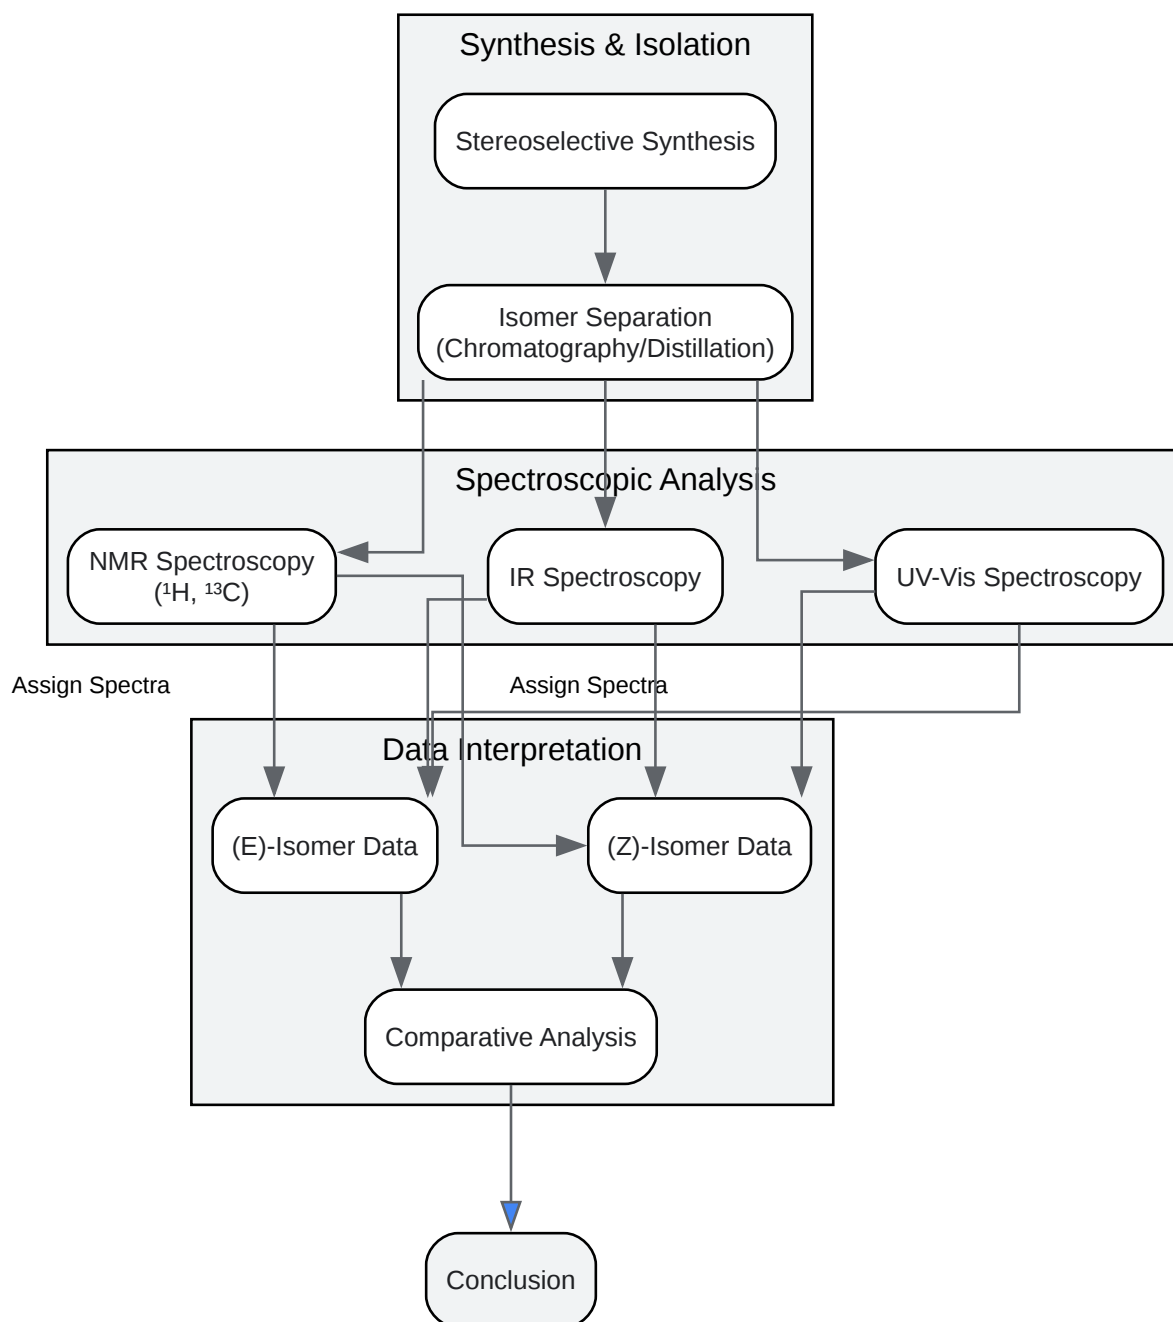 Synthesis & Isolation
Stereoselective Synthesis
Isomer Separation
(Chromatography/Distillation)
Spectroscopic Analysis
NMR Spectroscopy
(¹H, ¹³C)
IR Spectroscopy
UV-Vis Spectroscopy
Assign Spectra
Assign Spectra
Data Interpretation
(E)-Isomer Data
(Z)-Isomer Data
Comparative Analysis
Conclusion